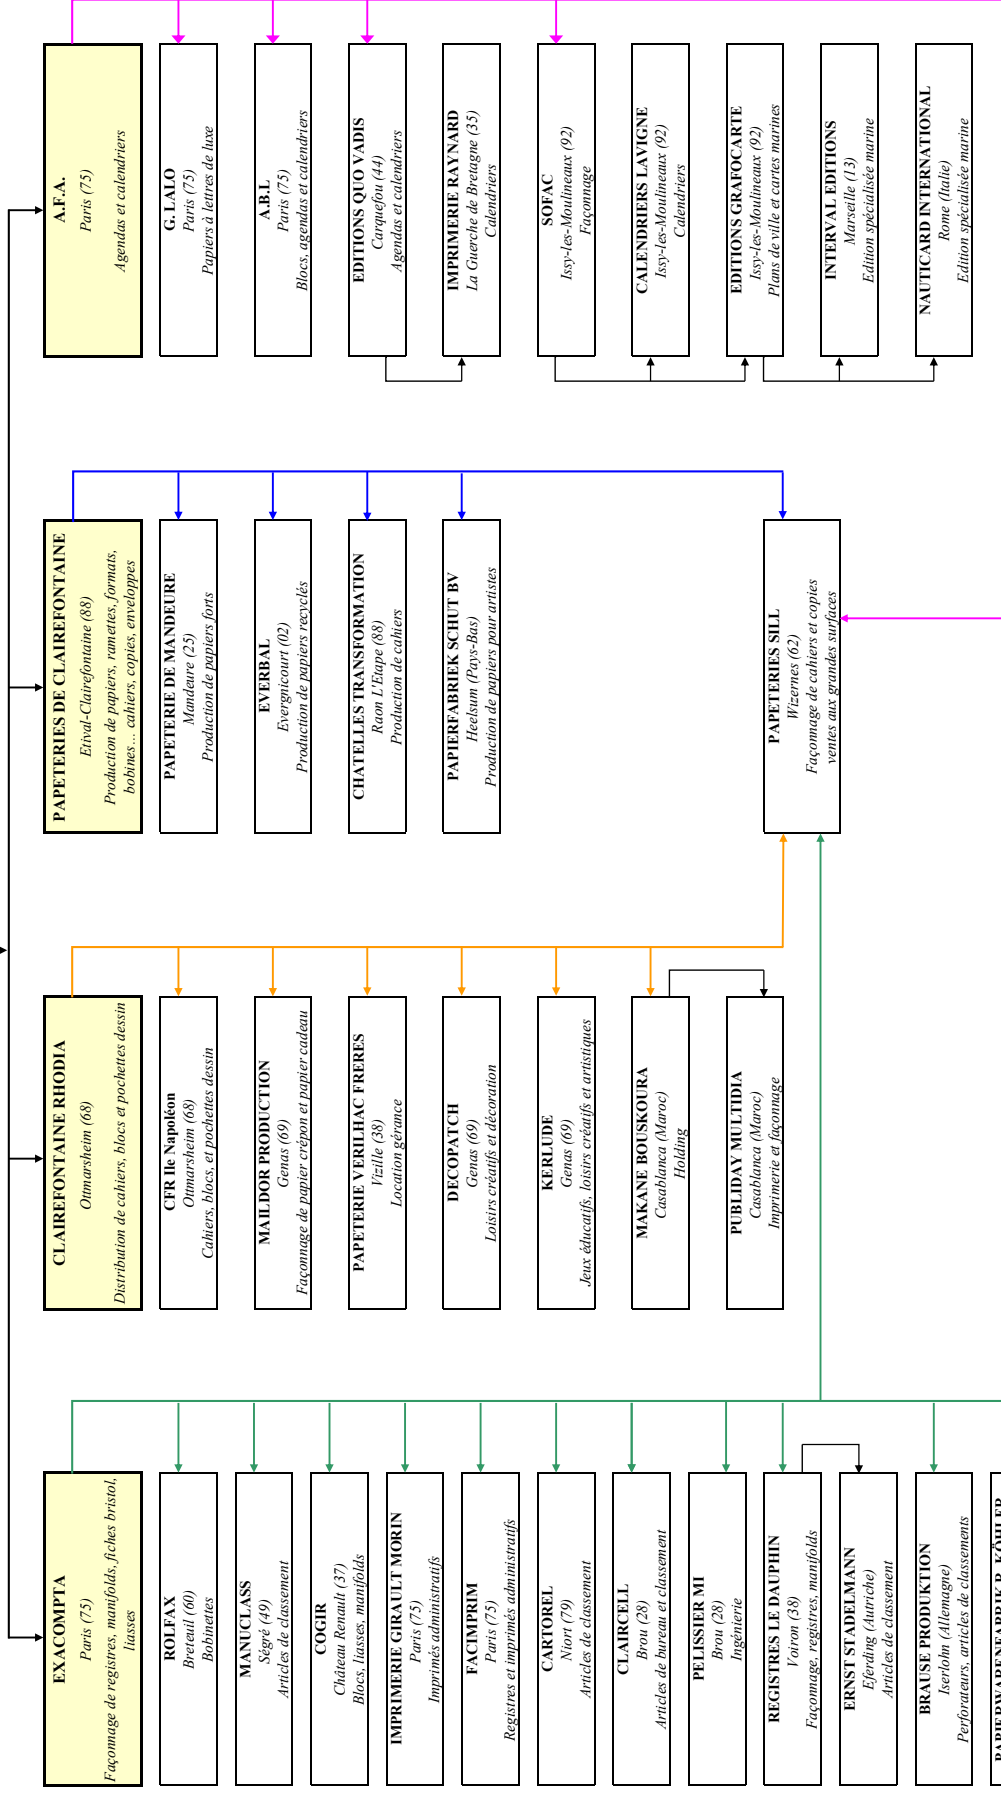 EXACOMPTA
Paris (75)
Façonnage de registres, manifolds, fiches bristol,
liasses
ROLFAX
Breteuil (60)
Bobinettes
MANUCLASS
Ségré (49)
Articles de classement
COGIR
Château Renault (37)
Blocs, liasses, manifolds
IMPRIMERIE GIRAULT MORIN
Paris (75)
Imprimés administratifs
FACIMPRIM
Paris (75)
Registres et imprimés administratifs
CARTOREL
Niort (79)
Articles de classement
CLAIRCELL
Brou (28)
Articles de bureau et classement
PELISSIER MI
Brou (28)
Ingénierie
REGISTRES LE DAUPHIN
Voiron (38)
Façonnage, registres, manifolds
ERNST STADELMANN
Eferding (Autriche)
Articles de classement
BRAUSE PRODUKTION
Iserlohn (Allemagne)
Perforateurs, articles de classements
PAPIERWARENFABRIK R. KÖHLER
CLAIREFONTAINE RHODIA
Ottmarsheim (68)
Distribution de cahiers, blocs et pochettes dessin
CFR Ile Napoléon
Ottmarsheim (68)
Cahiers, blocs, et pochettes dessin
MAILDOR PRODUCTION
Genas (69)
Façonnage de papier crépon et papier cadeau
PAPETERIE VERILHAC FRERES
Vizille (38)
Location gérance
DECOPATCH
Genas (69)
Loisirs créatifs et décoration
KERLUDE
Genas (69)
Jeux éducatifs, loisirs créatifs et artistiques
MAKANE BOUSKOURA
Casablanca (Maroc)
Holding
PUBLIDAY MULTIDIA
Casablanca (Maroc)
Imprimerie et façonnage
PAPETERIES DE CLAIREFONTAINE
Etival-Clairefontaine (88)
Production de papiers, ramettes, formats,
bobines... cahiers, copies, enveloppes
PAPETERIE DE MANDEURE
Mandeure (25)
Production de papiers forts
EVERBAL
Evergnicourt (02)
Production de papiers recyclés
CHATELLES TRANSFORMATION
Raon L'Etape (88)
Production de cahiers
PAPIERFABRIEK SCHUT BV
Heelsum (Pays-Bas)
Production de papiers pour artistes
PAPETERIES SILL
Wizernes (62)
Façonnage de cahiers et copies
ventes aux grandes surfaces
A.F.A.
Paris (75)
Agendas et calendriers
G. LALO
Paris (75)
Papiers à lettres de luxe
A.B.L
Paris (75)
Blocs, agendas et calendriers
EDITIONS QUO VADIS
Carquefou (44)
Agendas et calendriers
IMPRIMERIE RAYNARD
La Guerche de Bretagne (35)
Calendriers
SOFAC
Issy-les-Moulineaux (92)
Façonnage
CALENDRIERS LAVIGNE
Issy-les-Moulineaux (92)
Calendriers
EDITIONS GRAFOCARTE
Issy-les-Moulineaux (92)
Plans de ville et cartes marines
INTERVAL EDITIONS
Marseille (13)
Edition spécialisée marine
NAUTICARD INTERNATIONAL
Rome (Italie)
Edition spécialisée marine